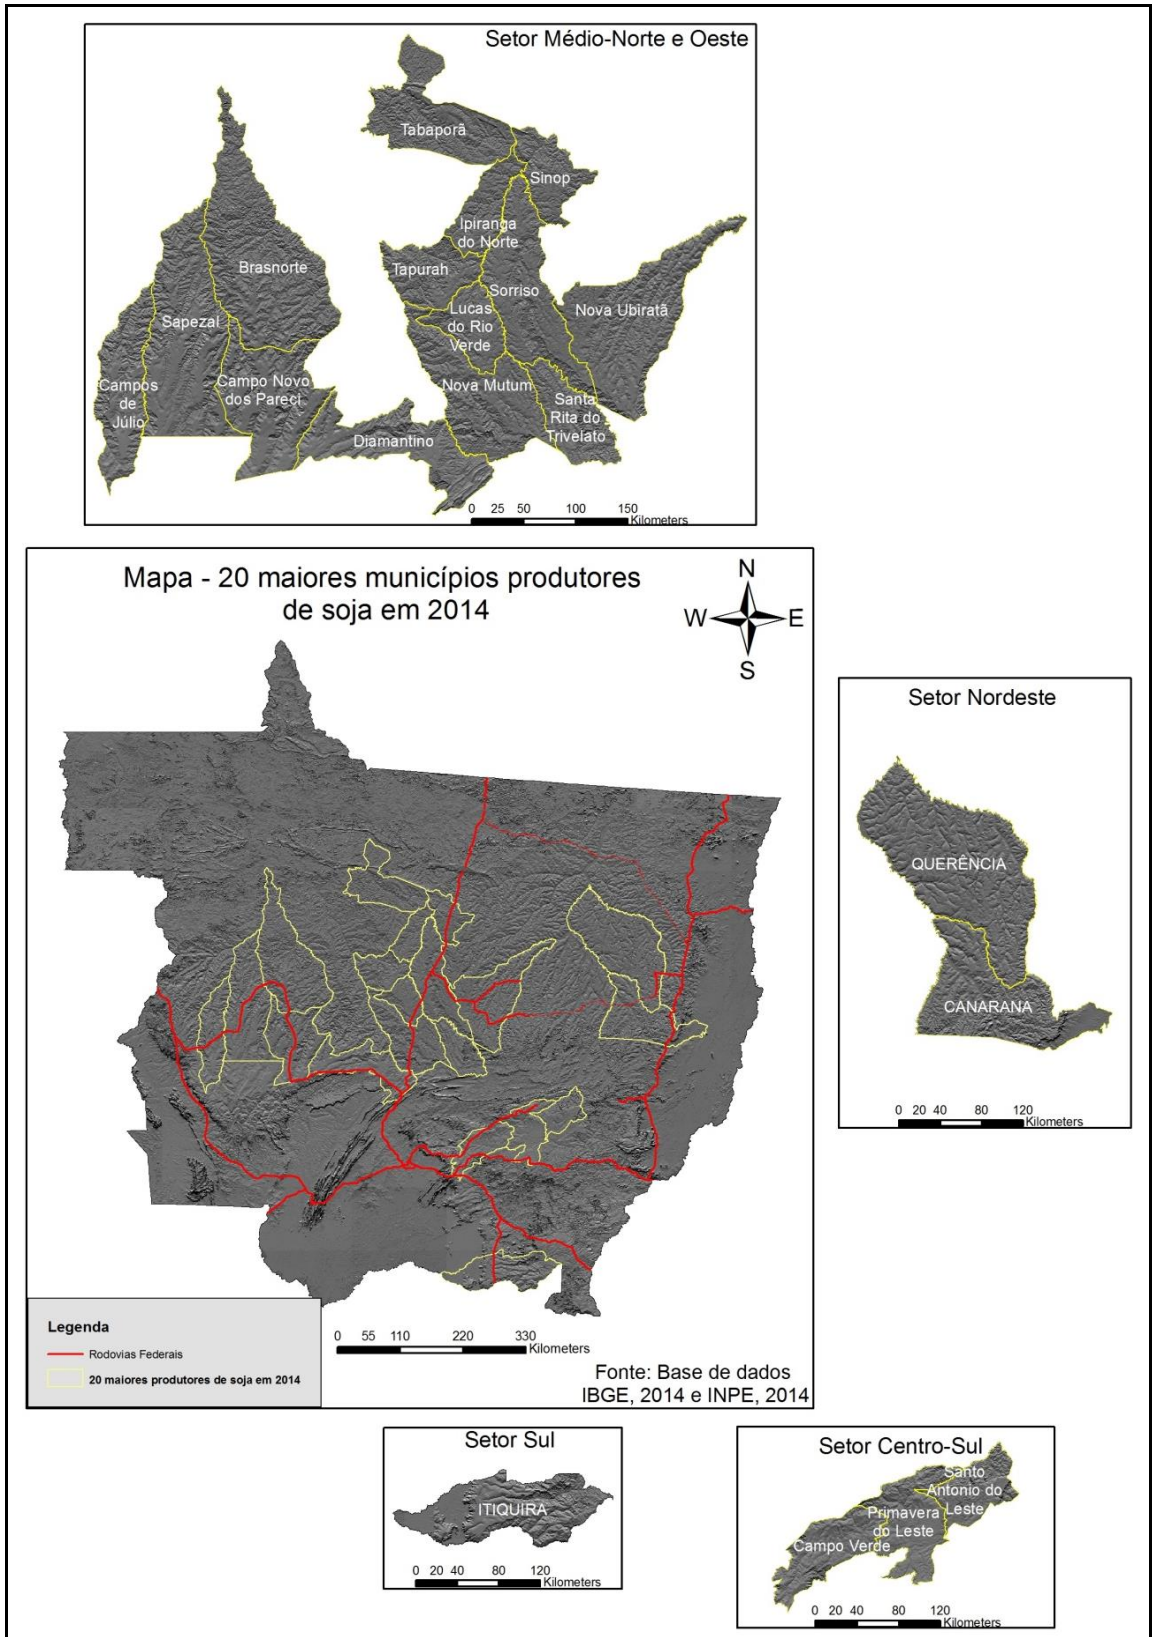 Setor Médio-Norte e Oeste
Tabaporã
Sinop
Ipiranga
do Norte
Brasnorte
Tapurah
Sorriso
Nova Ubiratã
Sapezal
Lucas
do Rio
Verde
Campos
de
Júlio
Campo Novo
dos Pareci
Nova Mutum
Santa
Rita do
Trivelato
Diamantino
0 25 50 100 150
Kilometers
Mapa - 20 maiores municípios produtores
de soja em 2014
N
W E
S
Legenda
Rodovias Federais
20 maiores produtores de soja em 2014
0 55 110 220 330
Kilometers
Fonte: Base de dados
IBGE, 2014 e INPE, 2014
Setor Nordeste
QUERÊNCIA
CANARANA
0 20 40 80 120
Kilometers
Setor Sul
ITIQUIRA
0 20 40 80 120
Kilometers
Setor Centro-Sul
Santo
Antonio do
Leste
Primavera
do Leste
Campo Verde
0 20 40 80 120
Kilometers